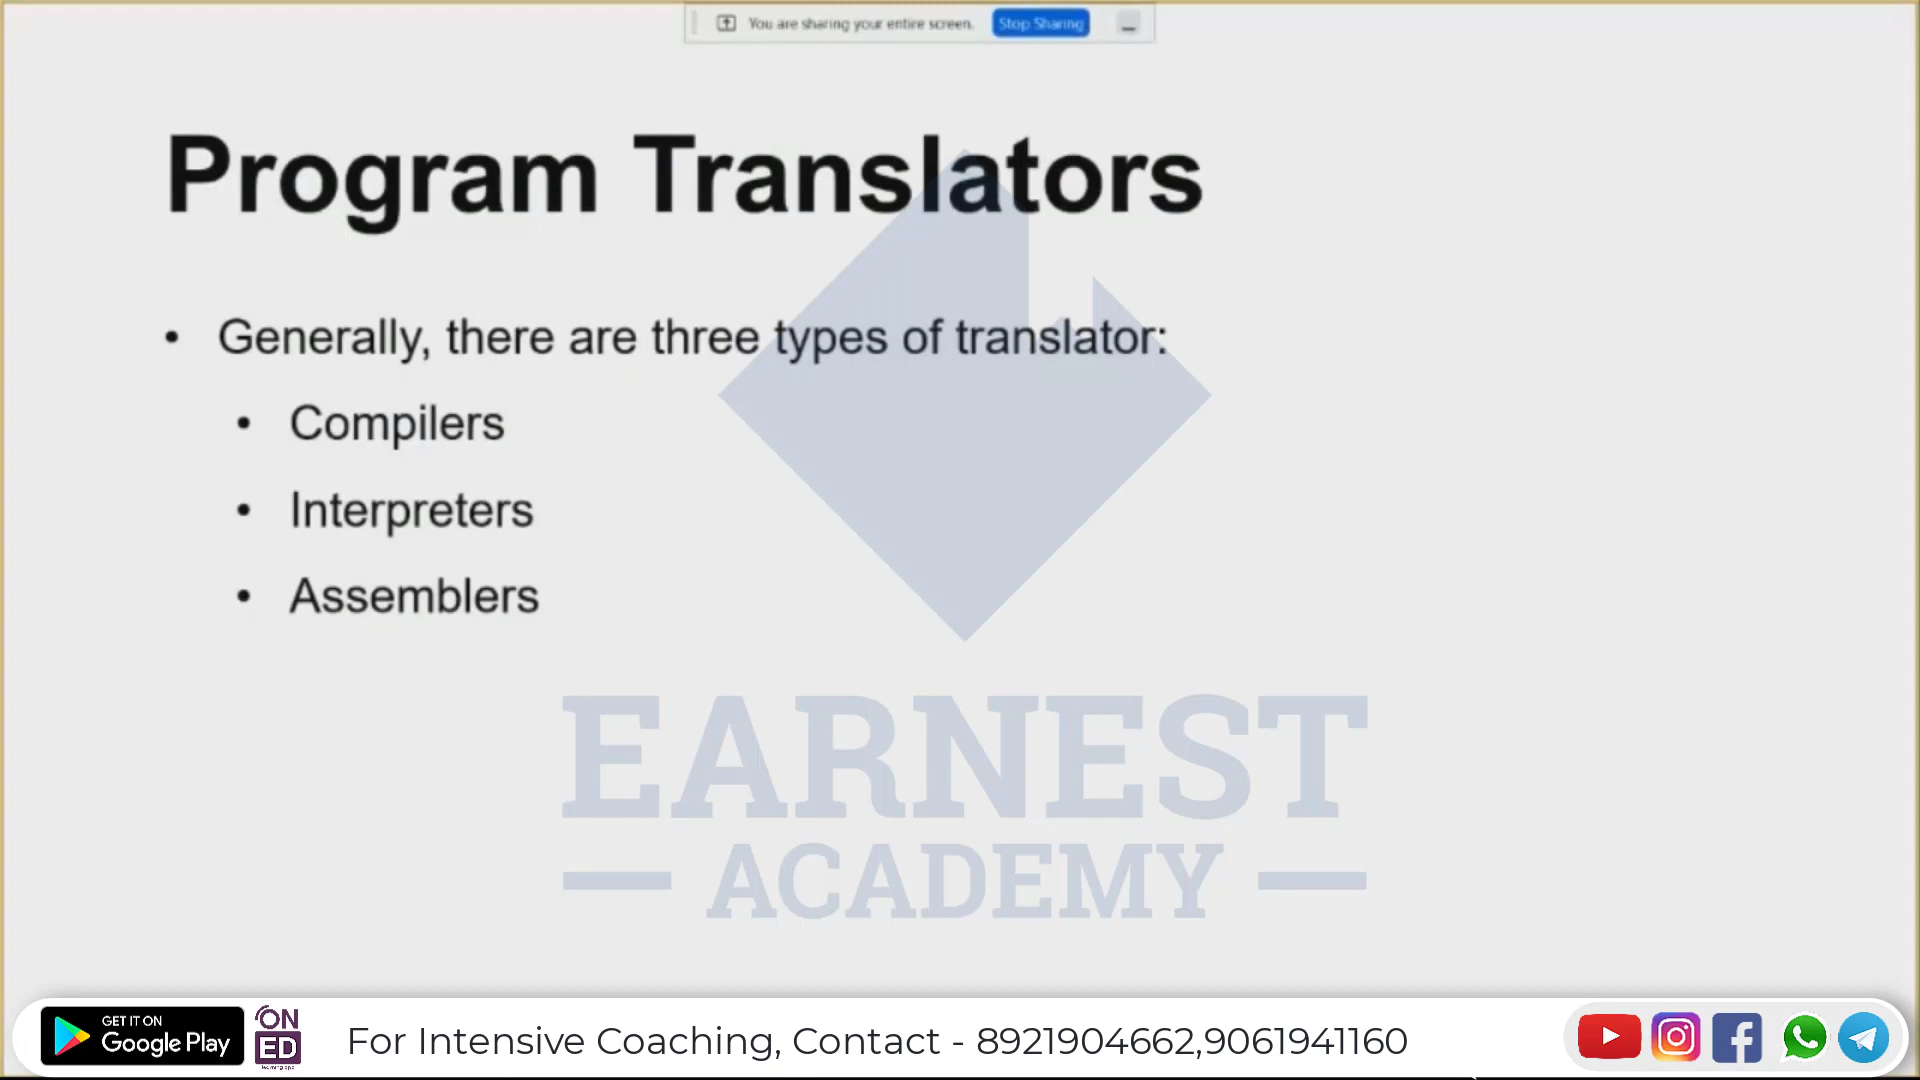 You are sharing your entire screen. Stop Sharing
Program Translators
• Generally, there are three types of translator:
• Compilers
• Interpreters
• Assemblers
EARNEST
ACADEMY
GET IT ON
Google Play
ON
ED
For Intensive Coaching, Contact - 8921904662,9061941160